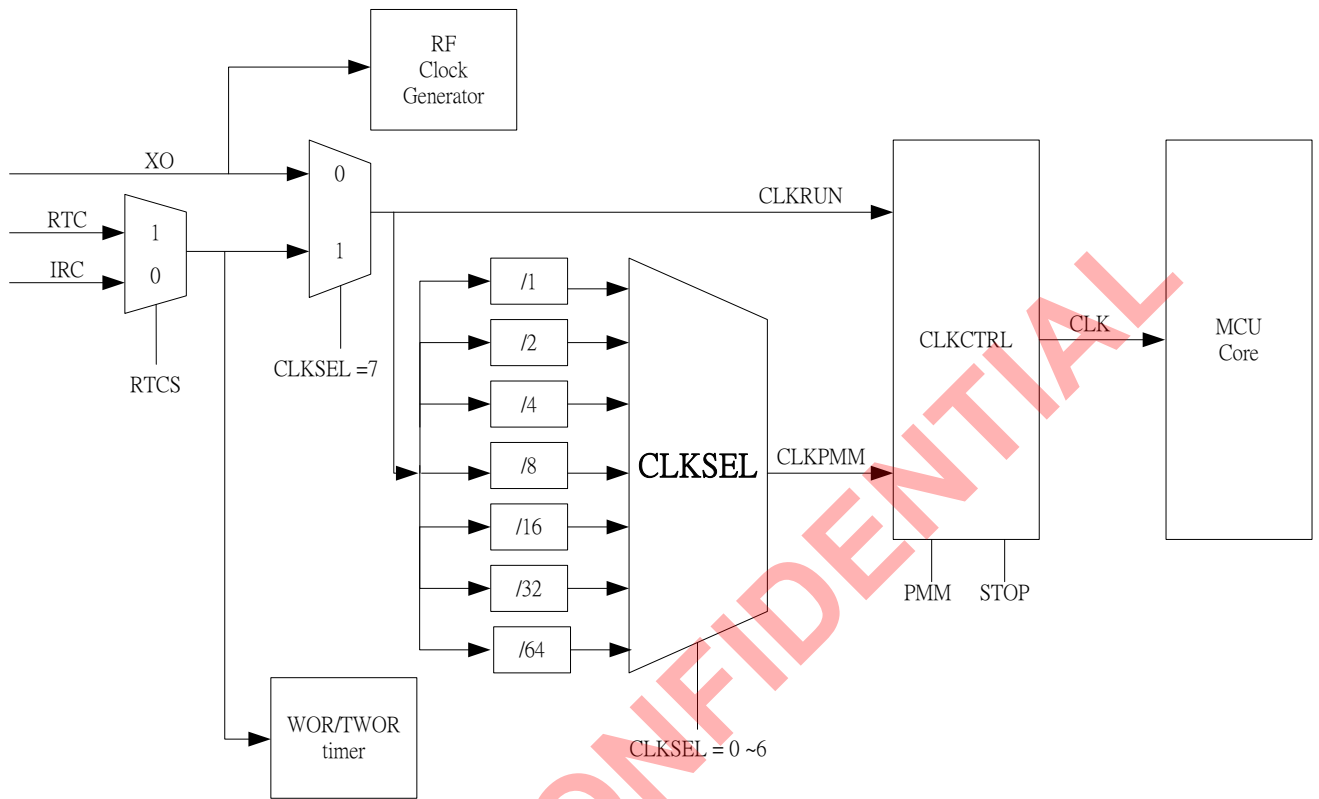 RF
Clock
Generator
XO
0
RTC
1
1
IRC
0
RTCS
CLKSEL =7
CLKRUN
/1
/2
/4
/8
/16
/32
/64
CLKSEL
CLKPMM
CLKSEL = 0 ~6
CLKCTRL
CLK
MCU
Core
PMM
STOP
WOR/TWOR
timer
ONFIDENTIAL